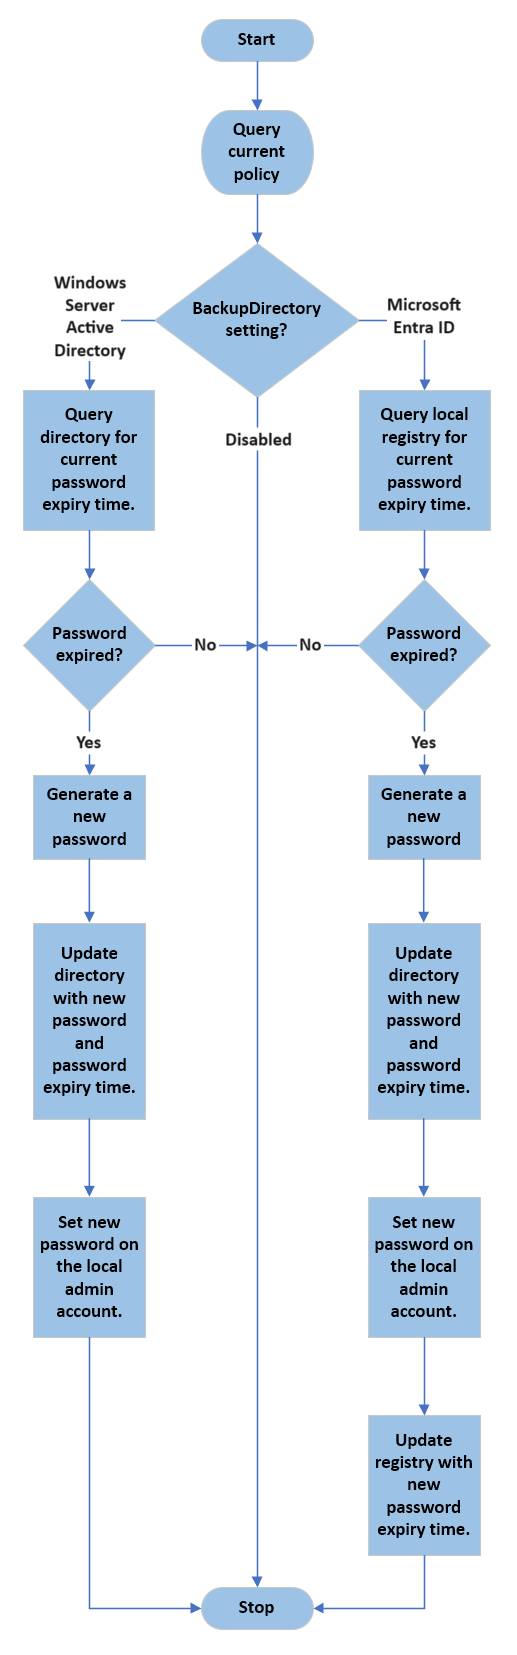 Start
Query
current
policy
BackupDirectory
setting?
Windows
Server
Active
Directory
Microsoft
Entra ID
Disabled
Query
directory for
current
password
expiry time.
Query local
registry for
current
password
expiry time.
Password
expired?
No
No
Password
expired?
Yes
Yes
Generate a
new
password
Generate a
new
password
Update
directory
with new
password
and
password
expiry time.
Update
directory
with new
password
and
password
expiry time.
Set new
password on
the local
admin
account.
Set new
password on
the local
admin
account.
Update
registry with
new
password
expiry time.
Stop